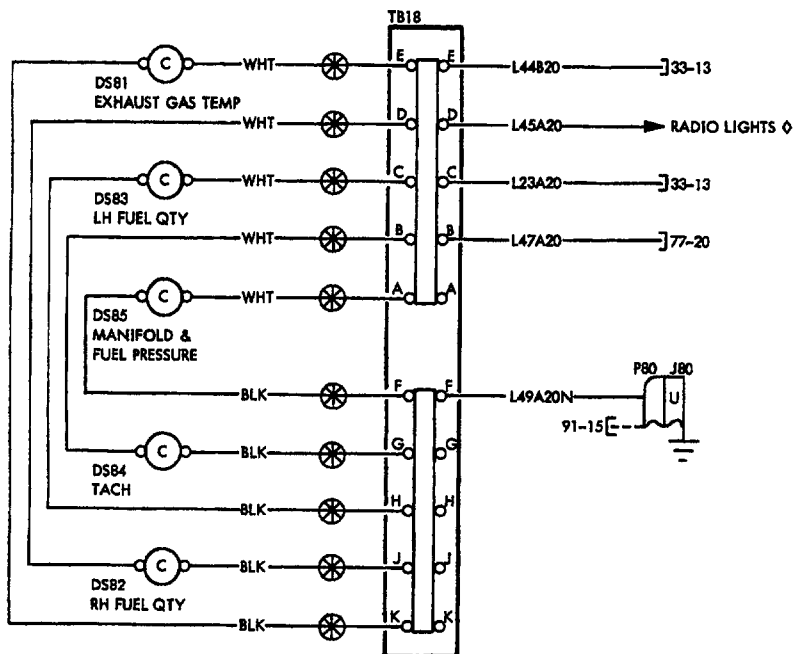 TB18
C WHT E E L44B20 33-13
DS81
EXHAUST GAS TEMP
WHT D D L45A20 RADIO LIGHTS ◊
C WHT C C L23A20 33-13
DS83
LH FUEL QTY
WHT B B L47A20 77-20
C WHT A A
DS85
MANIFOLD &
FUEL PRESSURE
P80 J80
BLK F F L49A20N U
91-15
C BLK G G
DS84
TACH
BLK H H
C BLK J J
DS82
RH FUEL QTY
BLK K K